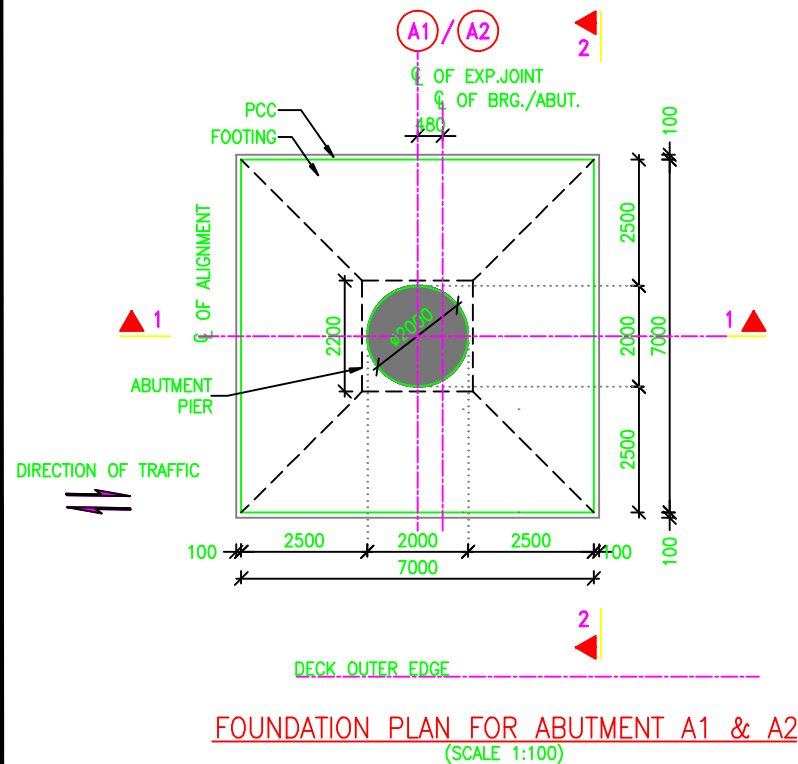 A1 / A2
2
℄ OF EXP.JOINT
℄ OF BRG./ABUT.
480
PCC
FOOTING
100
2500
℄ OF ALIGNMENT
1
1
2200
ø2000
2000
7000
ABUTMENT
PIER
2500
DIRECTION OF TRAFFIC
100
2500
2000
2500
100
100
7000
2
DECK OUTER EDGE
FOUNDATION PLAN FOR ABUTMENT A1 & A2
(SCALE 1:100)